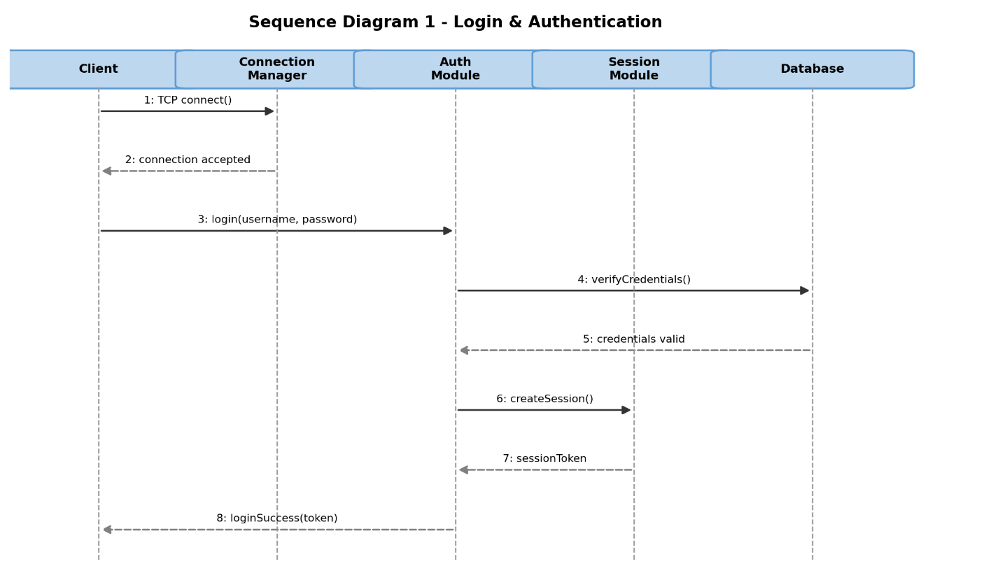 Sequence Diagram 1 - Login & Authentication
Client
Connection
Manager
Auth
Module
Session
Module
Database
1: TCP connect()
2: connection accepted
3: login(username, password)
4: verifyCredentials()
5: credentials valid
6: createSession()
7: sessionToken
8: loginSuccess(token)